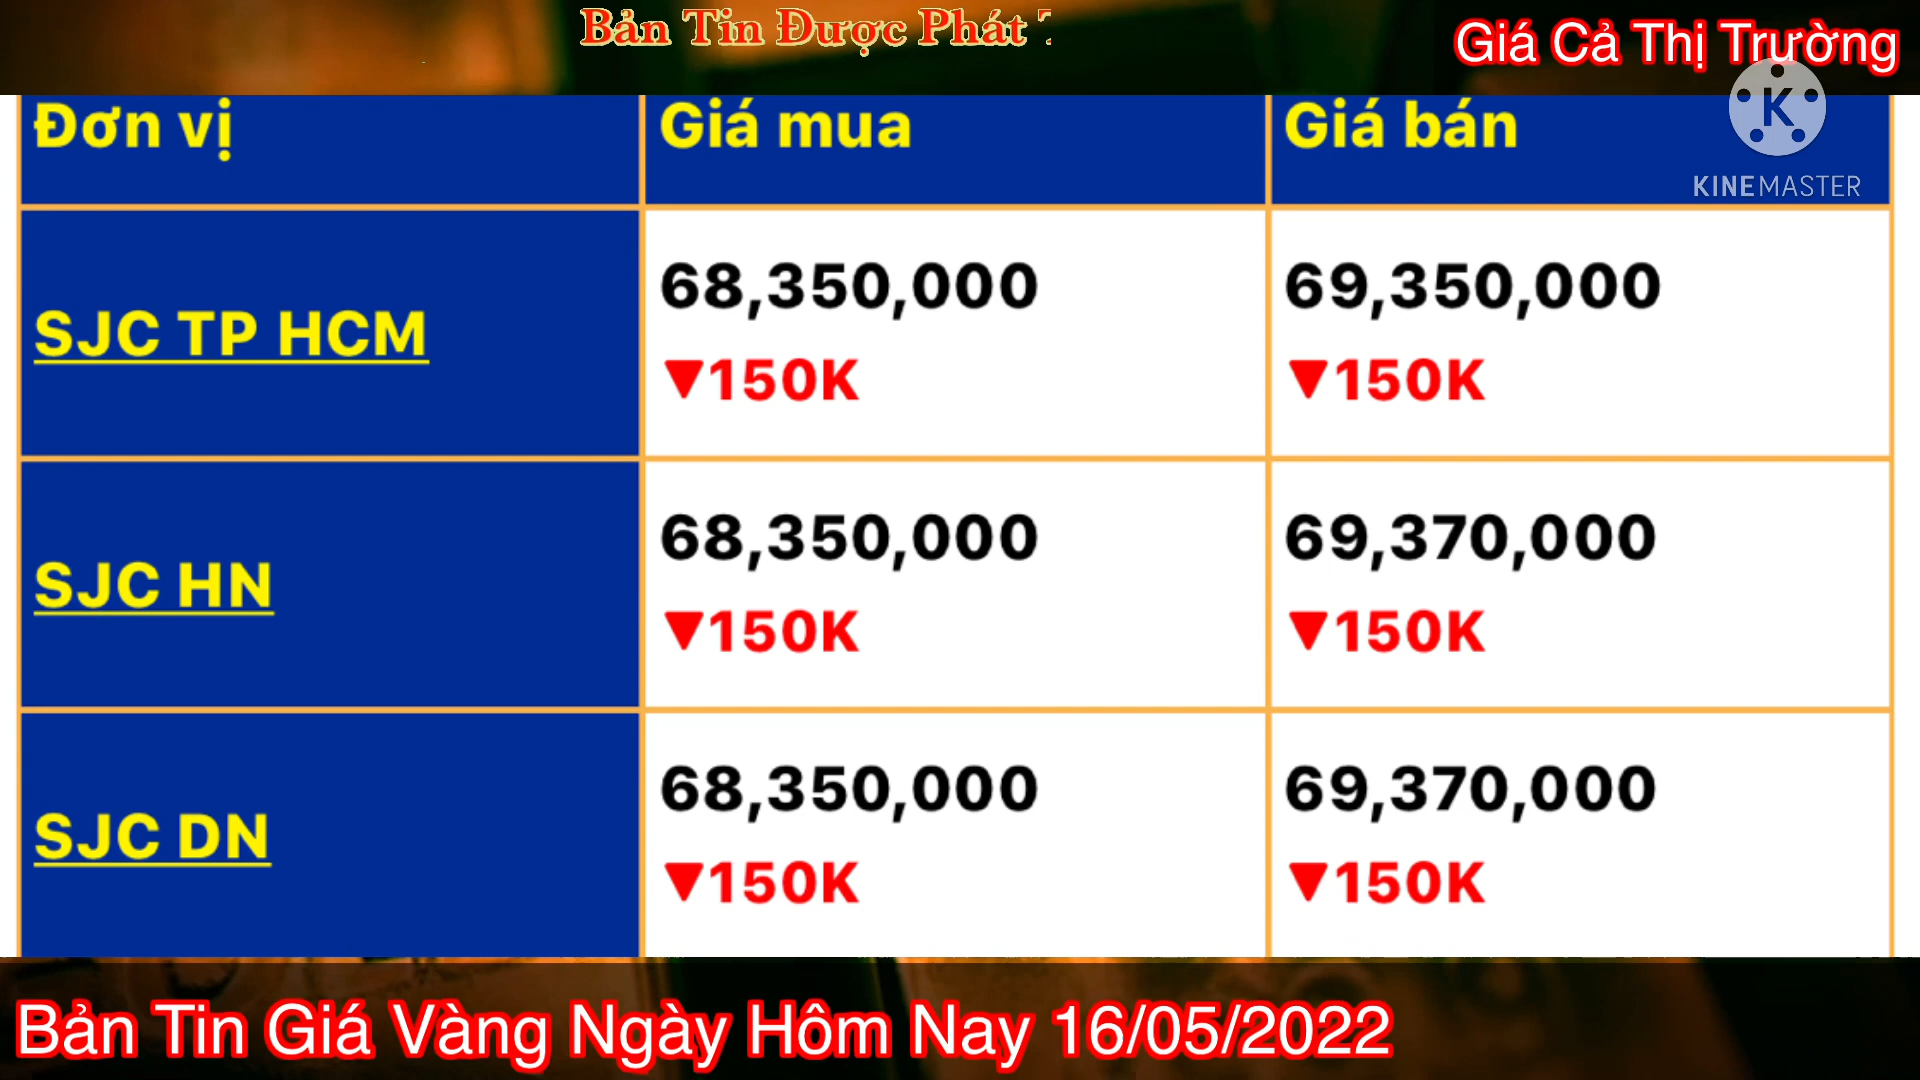 Bản Tin Được Phát
Giá Cả Thị Trường
K
KINEMASTER
Đơn vị Giá mua Giá bán
SJC TP HCM 68,350,000 69,350,000
▼150K ▼150K
SJC HN 68,350,000 69,370,000
▼150K ▼150K
SJC DN 68,350,000 69,370,000
▼150K ▼150K
Bản Tin Giá Vàng Ngày Hôm Nay 16/05/2022